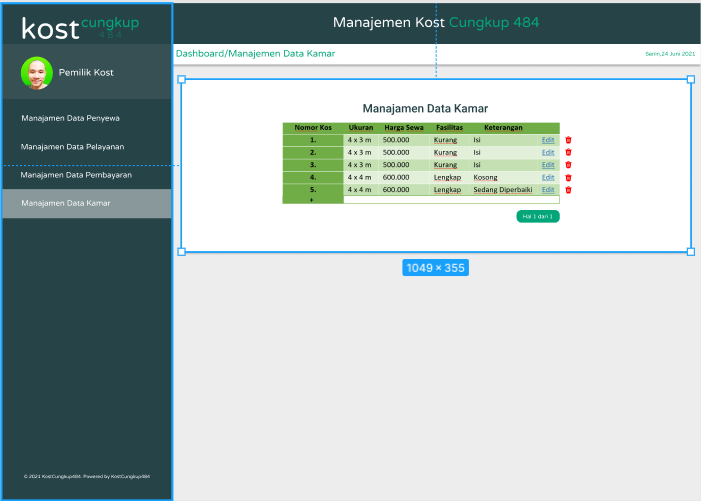 kost cungkup
484
Manajemen Kost Cungkup 484
Dashboard/Manajemen Data Kamar
Senin,24 Juni 2021
Pemilik Kost
Manajamen Data Penyewa
Manajamen Data Pelayanan
Manajamen Data Pembayaran
Manajamen Data Kamar
Manajamen Data Kamar
Nomor Kos Ukuran Harga Sewa Fasilitas Keterangan
1. 4 x 3 m 500.000 Kurang Isi Edit
2. 4 x 3 m 500.000 Kurang Isi Edit
3. 4 x 3 m 500.000 Kurang Isi Edit
4. 4 x 4 m 600.000 Lengkap Kosong Edit
5. 4 x 4 m 600.000 Lengkap Sedang Diperbaiki Edit
+
Hal 1 dari 1
1049 × 355
© 2021 KostCungkup484. Powered by KostCungkup484